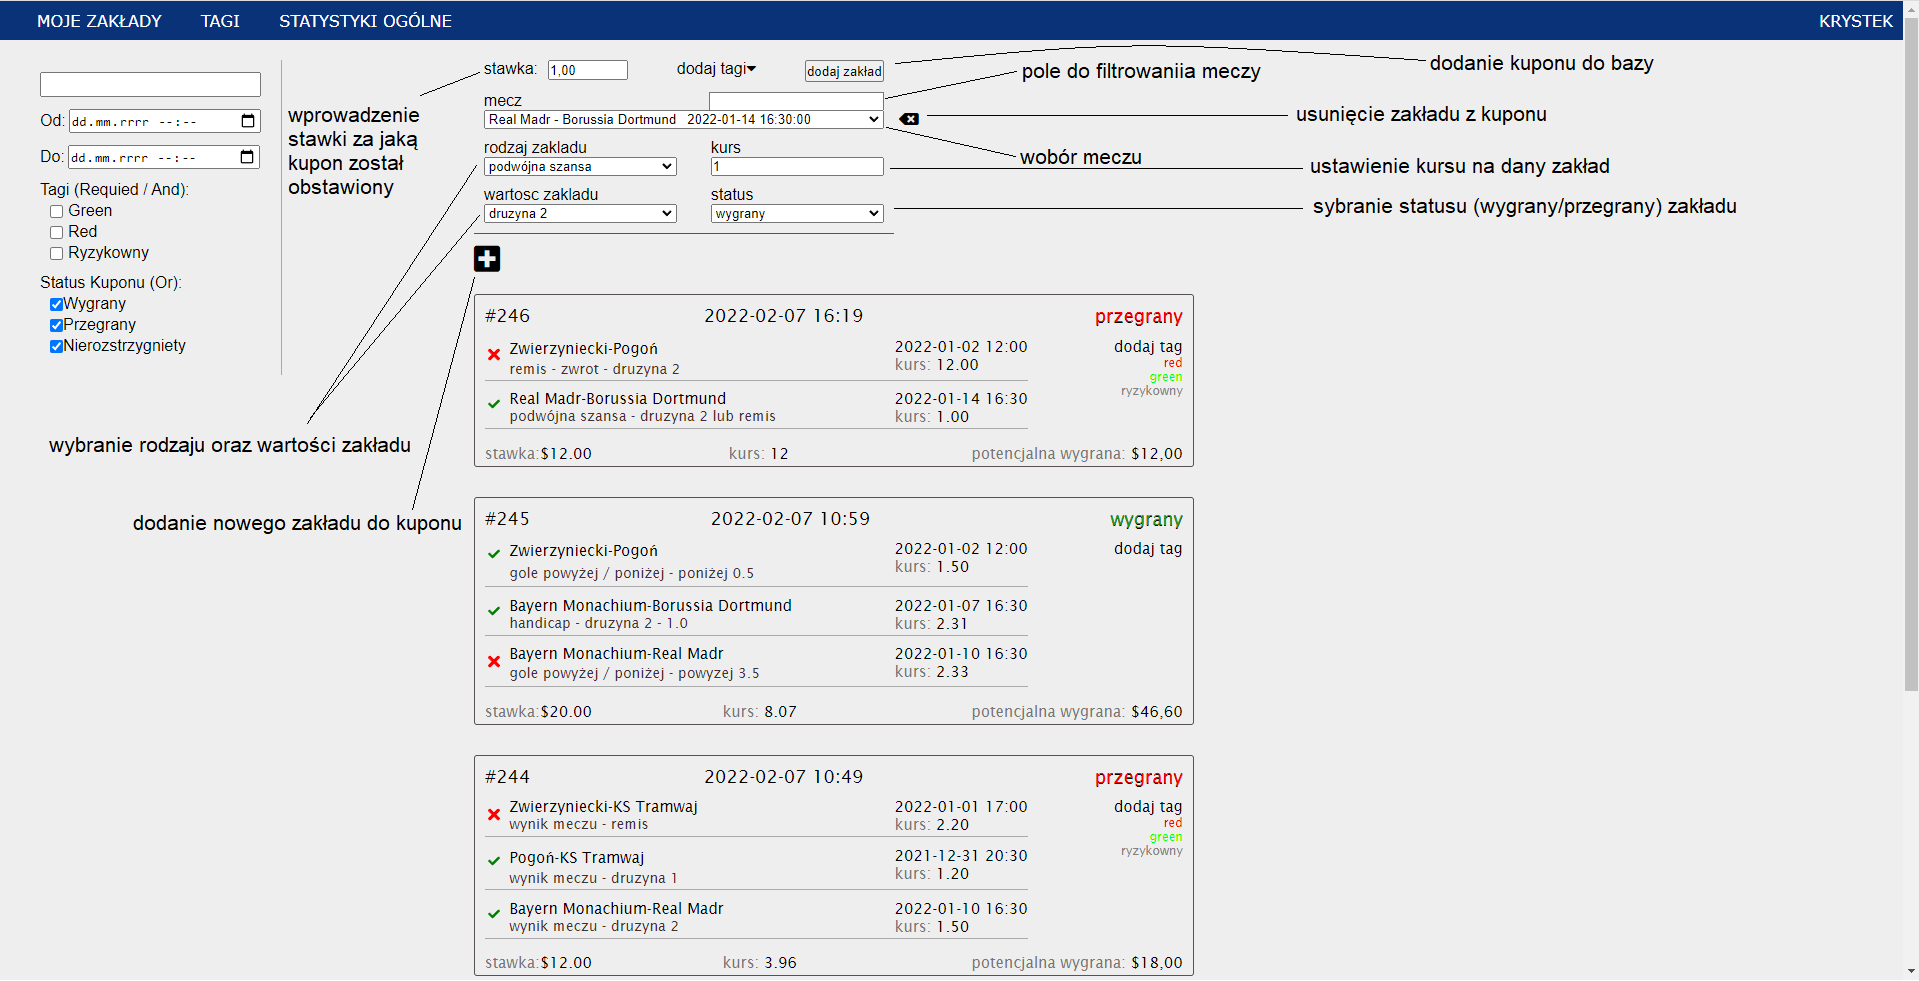 MOJE ZAKŁADY TAGI STATYSTYKI OGÓLNE KRYSTEK
Od: dd.mm.rrrr --:--
Do: dd.mm.rrrr --:--
Tagi (Requied / And):
Green
Red
Ryzykowny
Status Kuponu (Or):
Wygrany
Przegrany
Nierozstrzygniety
wprowadzenie
stawki za jaką
kupon został
obstawiony
stawka: 1,00 dodaj tagi dodaj zakład
mecz
Real Madr - Borussia Dortmund 2022-01-14 16:30:00
rodzaj zakladu kurs
podwójna szansa 1
wartosc zakladu status
druzyna 2 wygrany
dodanie kuponu do bazy
pole do filtrowaniia meczy
usunięcie zakładu z kuponu
wobór meczu
ustawienie kursu na dany zakład
sybranie statusu (wygrany/przegrany) zakładu
wybranie rodzaju oraz wartości zakładu
dodanie nowego zakładu do kuponu
#246 2022-02-07 16:19 przegrany
Zwierzyniecki-Pogoń 2022-01-02 12:00 dodaj tag
remis - zwrot - druzyna 2 kurs: 12.00 red
green
ryzykowny
Real Madr-Borussia Dortmund 2022-01-14 16:30
podwójna szansa - druzyna 2 lub remis kurs: 1.00
stawka:$12.00 kurs: 12 potencjalna wygrana: $12,00
#245 2022-02-07 10:59 wygrany
Zwierzyniecki-Pogoń 2022-01-02 12:00 dodaj tag
gole powyżej / poniżej - poniżej 0.5 kurs: 1.50
Bayern Monachium-Borussia Dortmund 2022-01-07 16:30
handicap - druzyna 2 - 1.0 kurs: 2.31
Bayern Monachium-Real Madr 2022-01-10 16:30
gole powyżej / poniżej - powyzej 3.5 kurs: 2.33
stawka:$20.00 kurs: 8.07 potencjalna wygrana: $46,60
#244 2022-02-07 10:49 przegrany
Zwierzyniecki-KS Tramwaj 2022-01-01 17:00 dodaj tag
wynik meczu - remis kurs: 2.20 red
green
ryzykowny
Pogoń-KS Tramwaj 2021-12-31 20:30
wynik meczu - druzyna 1 kurs: 1.20
Bayern Monachium-Real Madr 2022-01-10 16:30
wynik meczu - druzyna 2 kurs: 1.50
stawka:$12.00 kurs: 3.96 potencjalna wygrana: $18,00